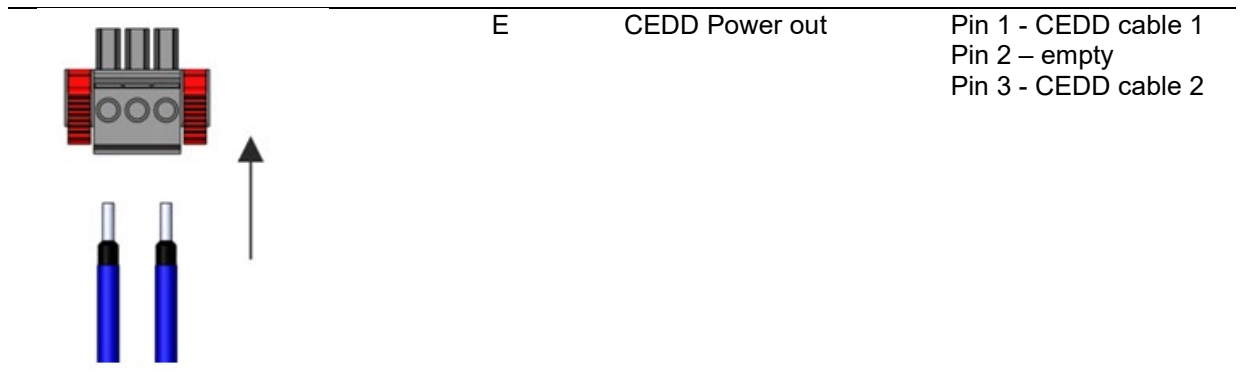 E CEDD Power out Pin 1 - CEDD cable 1
Pin 2 – empty
Pin 3 - CEDD cable 2